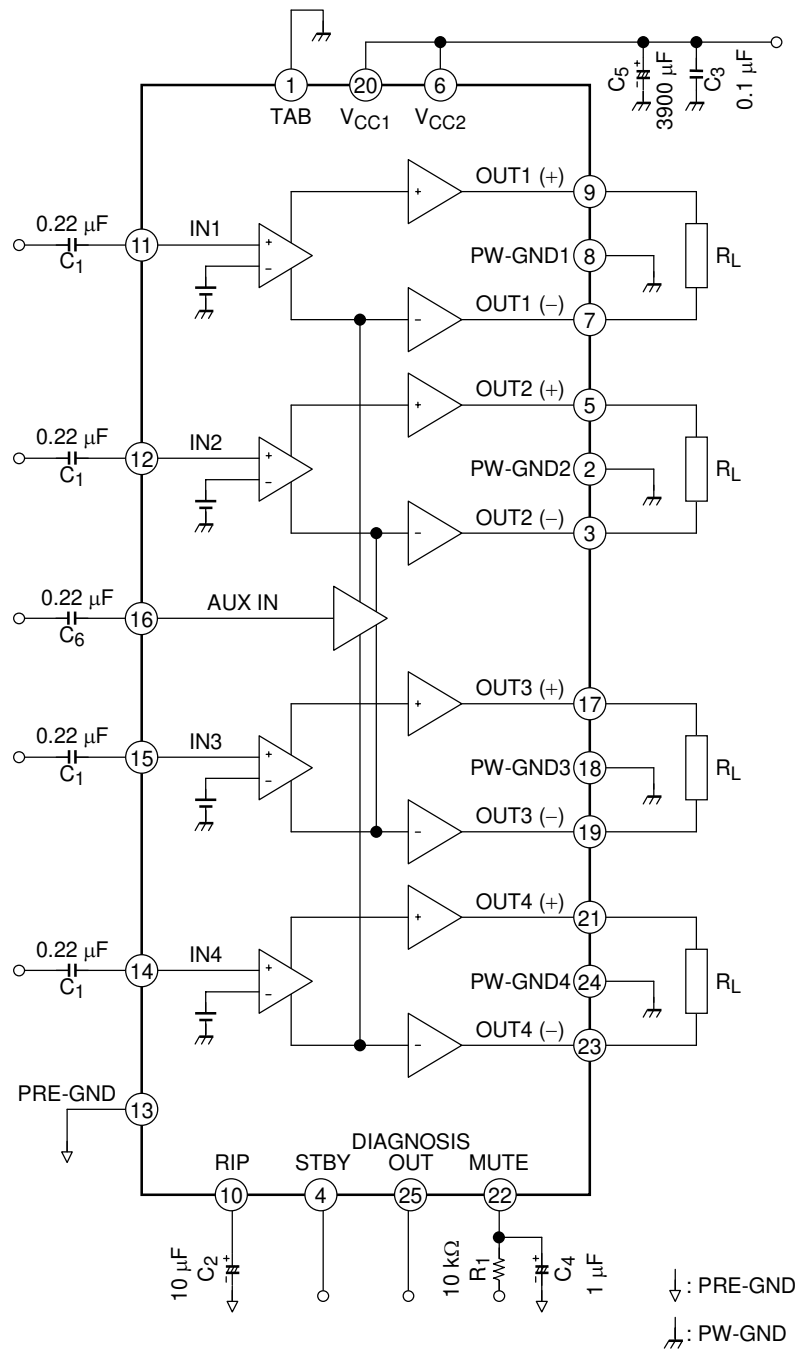 1
TAB
20
VCC1
6
VCC2
C5
3900 µF
C3
0.1 µF
0.22 µF
C1
11
IN1
+
−
+
OUT1 (+)
9
PW-GND1
8
RL
−
OUT1 (−)
7
0.22 µF
C1
12
IN2
+
−
+
OUT2 (+)
5
PW-GND2
2
RL
−
OUT2 (−)
3
0.22 µF
C6
16
AUX IN
0.22 µF
C1
15
IN3
+
−
+
OUT3 (+)
17
PW-GND3
18
RL
−
OUT3 (−)
19
0.22 µF
C1
14
IN4
+
−
+
OUT4 (+)
21
PW-GND4
24
RL
−
OUT4 (−)
23
PRE-GND
13
RIP
10
STBY
4
DIAGNOSIS
OUT
25
MUTE
22
10 µF
C2
10 kΩ
R1
C4
1 µF
: PRE-GND
: PW-GND